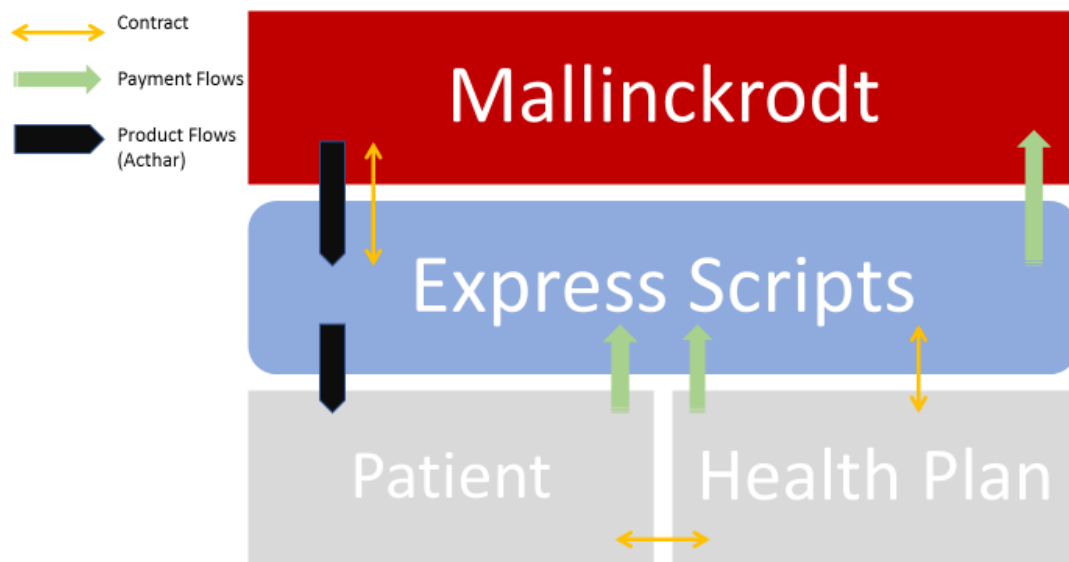 Contract
Payment Flows
Product Flows
(Acthar)
Mallinckrodt
Express Scripts
Patient
Health Plan